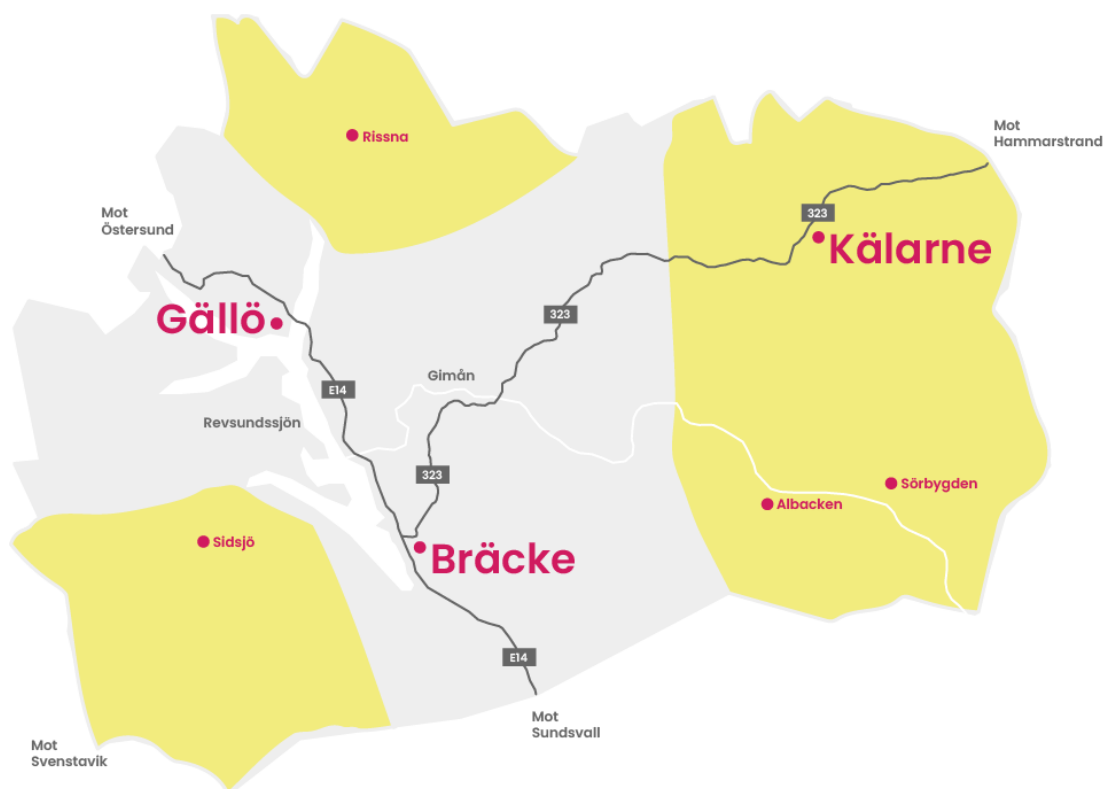 Mot
Hammarstrand
Rissna
Mot
Östersund
323
Kälarne
Gällö
323
Gimån
E14
Revsundssjön
323
Sörbygden
Albacken
Sidsjö
Bräcke
E14
Mot
Sundsvall
Mot
Svenstavik